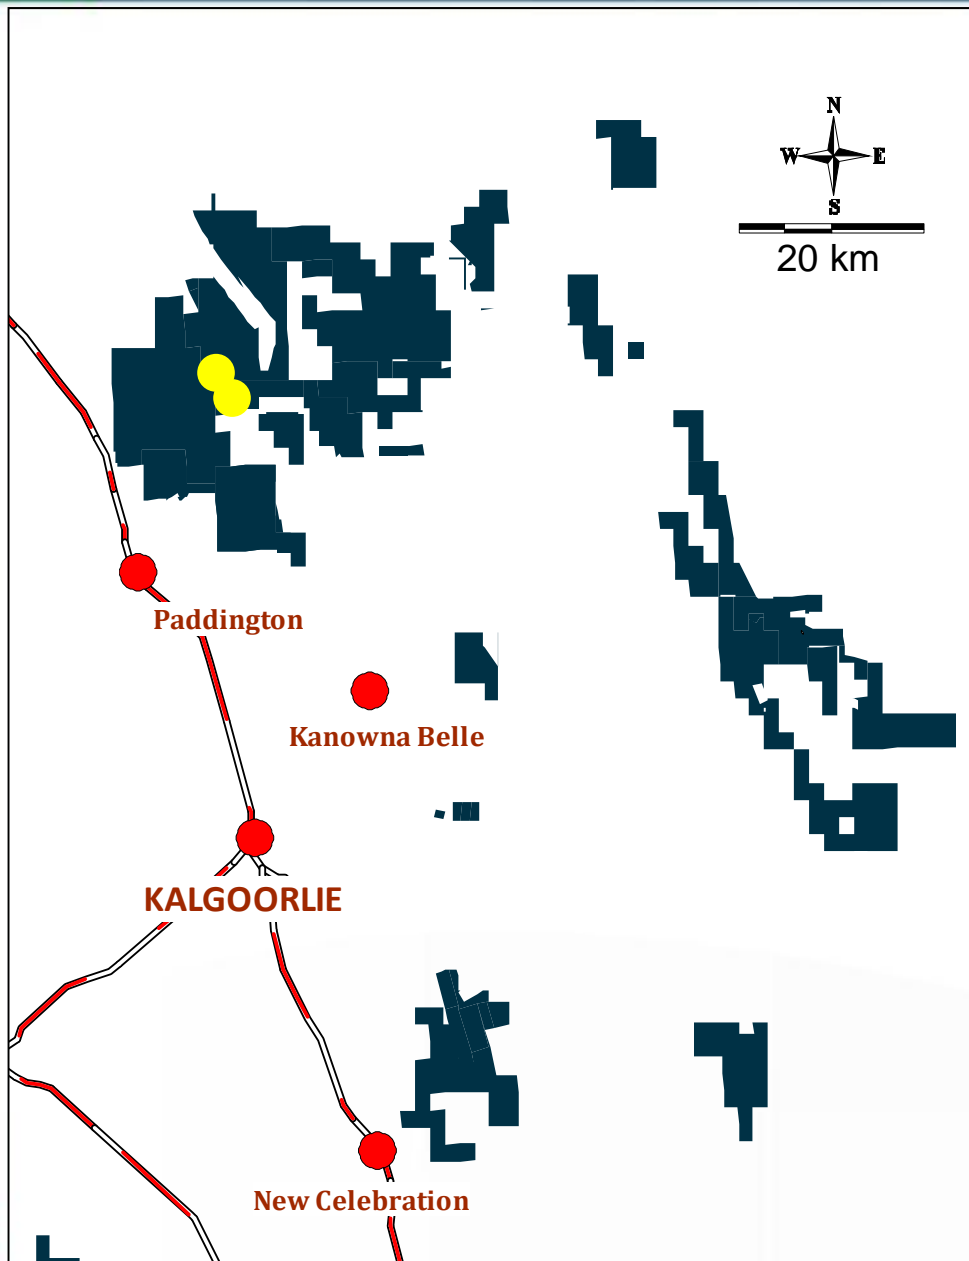 N
W E
S
20 km
Paddington
Kanowna Belle
KALGOORLIE
New Celebration